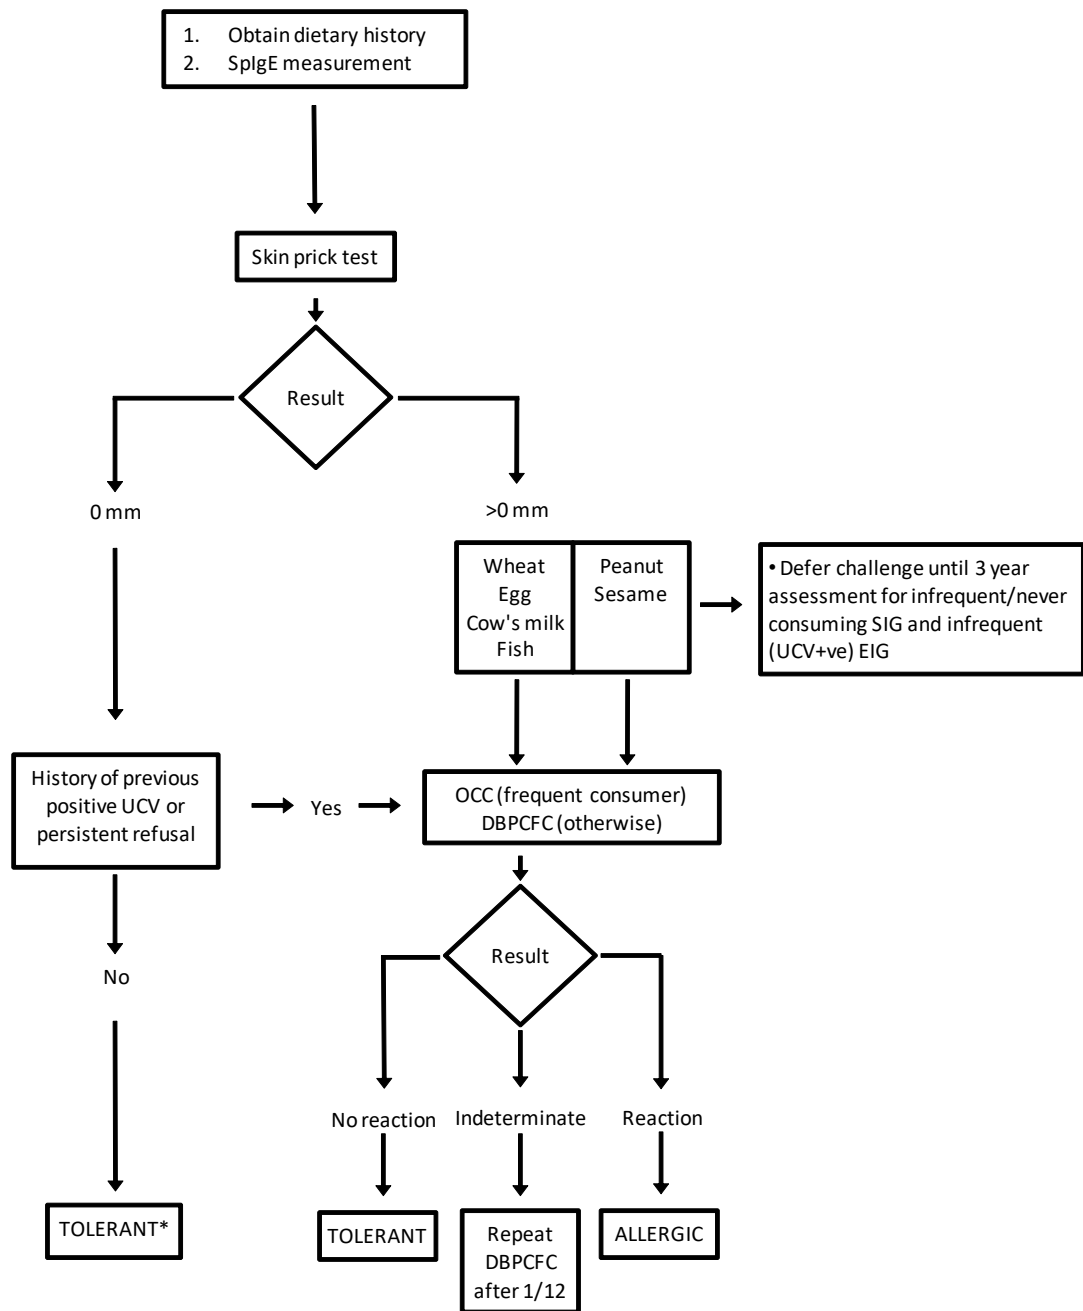 1. Obtain dietary history
2. SpIgE measurement
Skin prick test
Result
0 mm
>0 mm
Wheat
Egg
Cow's milk
Fish
Peanut
Sesame
• Defer challenge until 3 year
assessment for infrequent/never
consuming SIG and infrequent
(UCV+ve) EIG
History of previous
positive UCV or
persistent refusal
Yes
OCC (frequent consumer)
DBPCFC (otherwise)
No
Result
No reaction
Indeterminate
Reaction
TOLERANT*
TOLERANT
Repeat
DBPCFC
after 1/12
ALLERGIC